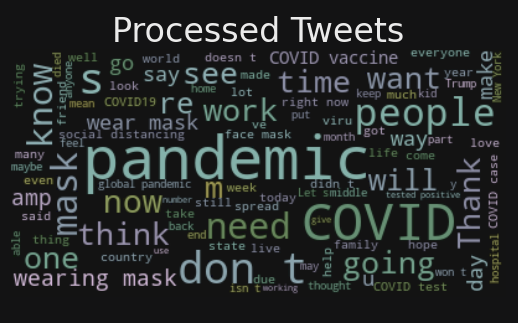 Processed Tweets
trying
know
s
go
well
world
doesn t
COVID vaccine
everyone
say
see
made
time
want
make
year
Trump
New York
died
anyone
friend
mean
COVID19
look
home
lot
re
work
right now
keep
much
kid
people
wear mask
ve
put
viru
social distancing
face mask
month
got
way
part
love
feel
many
maybe
mask
pandemic
life
come
will
Thank
COVID case
even
global pandemic
m
week
didn t
Let s
middle
tested positive
y
amp
said
now
number
still
today
spread
need
give
COVID
take
back
end
think
able
thing
one
country
use
don t
state
live
family
hope
help
going
day
hospital
wearing mask
due
may
u
won t
isn t
working
thought
COVID test